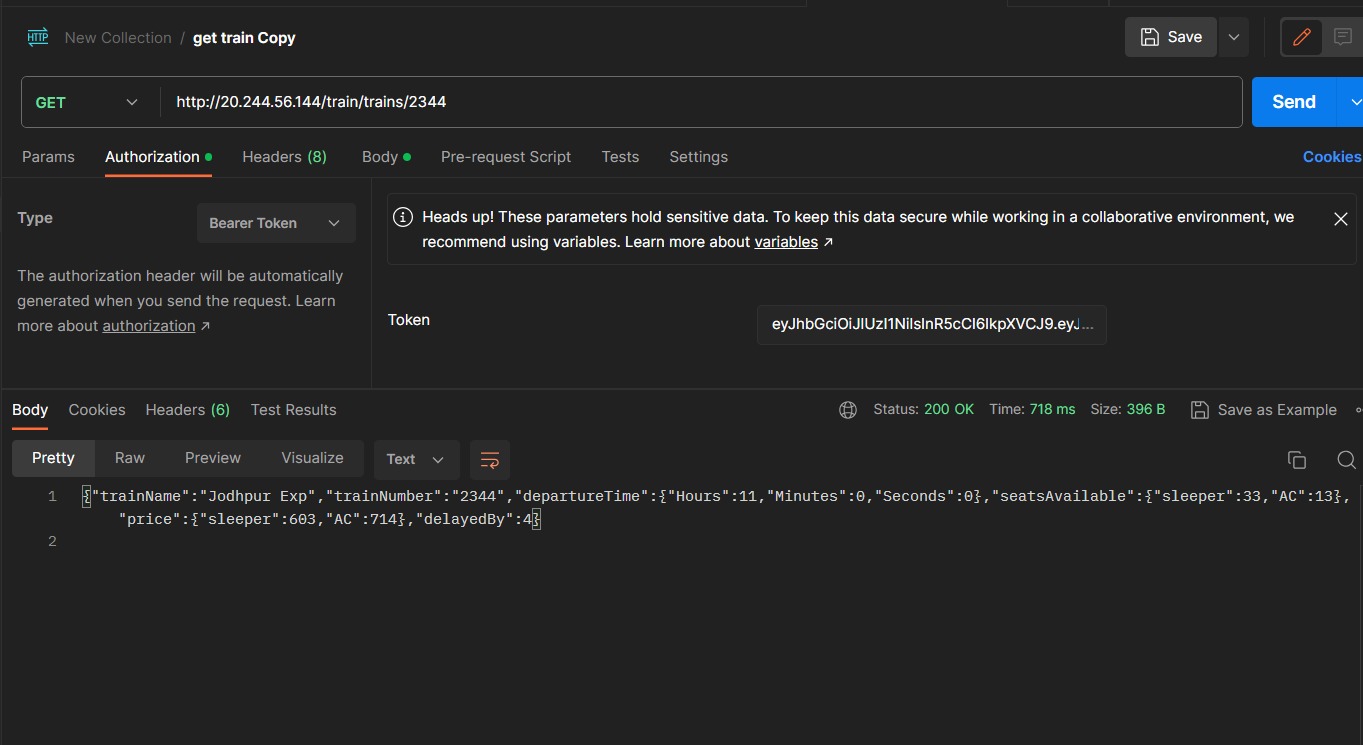 HTTP New Collection / get train Copy Save
GET http://20.244.56.144/train/trains/2344 Send
Params Authorization Headers (8) Body Pre-request Script Tests Settings Cookies
Type Bearer Token
The authorization header will be automatically
generated when you send the request. Learn
more about authorization ↗
Heads up! These parameters hold sensitive data. To keep this data secure while working in a collaborative environment, we
recommend using variables. Learn more about variables ↗
Token eyJhbGciOiJIUzI1NiIsInR5cCI6IkpXVCJ9.eyJ...
Body Cookies Headers (6) Test Results Status: 200 OK Time: 718 ms Size: 396 B Save as Example
Pretty Raw Preview Visualize Text
1 {"trainName":"Jodhpur Exp","trainNumber":"2344","departureTime":{"Hours":11,"Minutes":0,"Seconds":0},"seatsAvailable":{"sleeper":33,"AC":13},
"price":{"sleeper":603,"AC":714},"delayedBy":4}
2